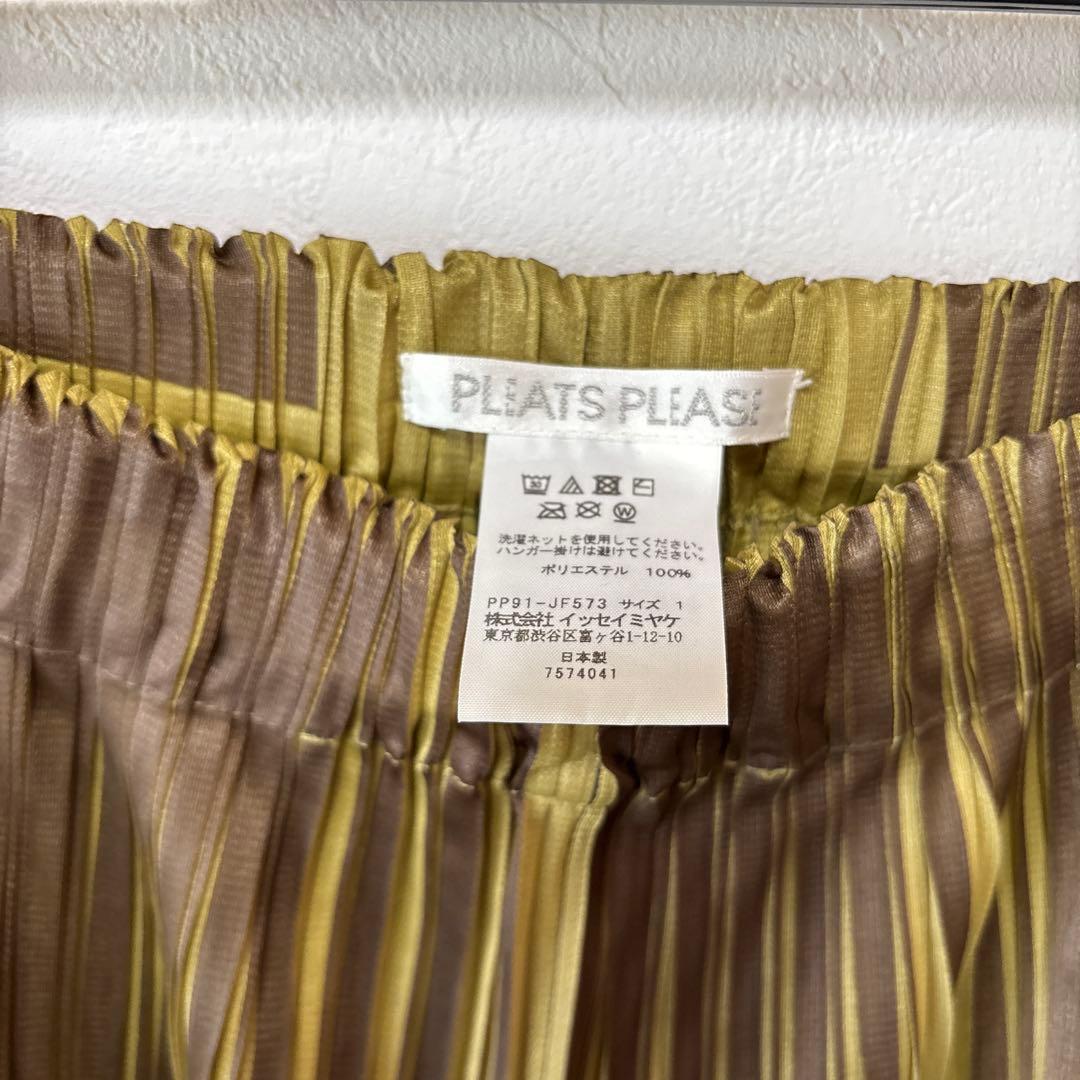 PLEATS PLEASE
洗濯ネットを使用してください。
ハンガー掛けは避けてください。
ポリエステル 100%
PP91-JF573 サイズ 1
株式会社 イッセイミヤケ
東京都渋谷区富ヶ谷1-12-10
日本製
7574041